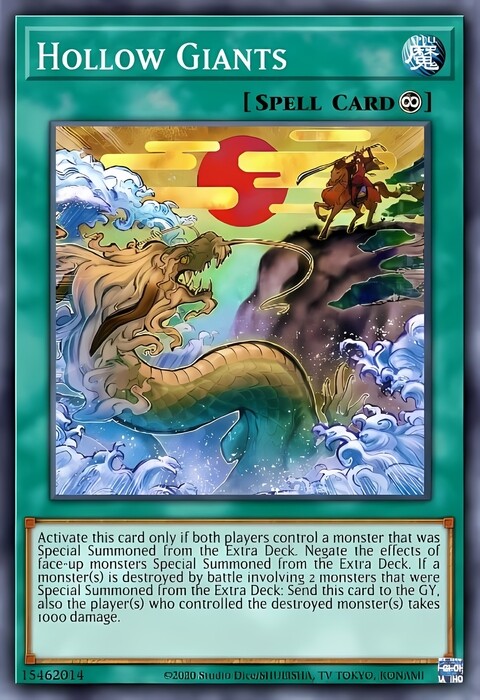 Hollow Giants
魔
[Spell Card ]
Activate this card only if both players control a monster that was
Special Summoned from the Extra Deck. Negate the effects of
face-up monsters Special Summoned from the Extra Deck. If a
monster(s) is destroyed by battle involving 2 monsters that were
Special Summoned from the Extra Deck: Send this card to the GY,
also the player(s) who controlled the destroyed monster(s) takes
1000 damage.
15462014
©2020 Studio Dice/SHUEISHA, TV TOKYO, KONAMI